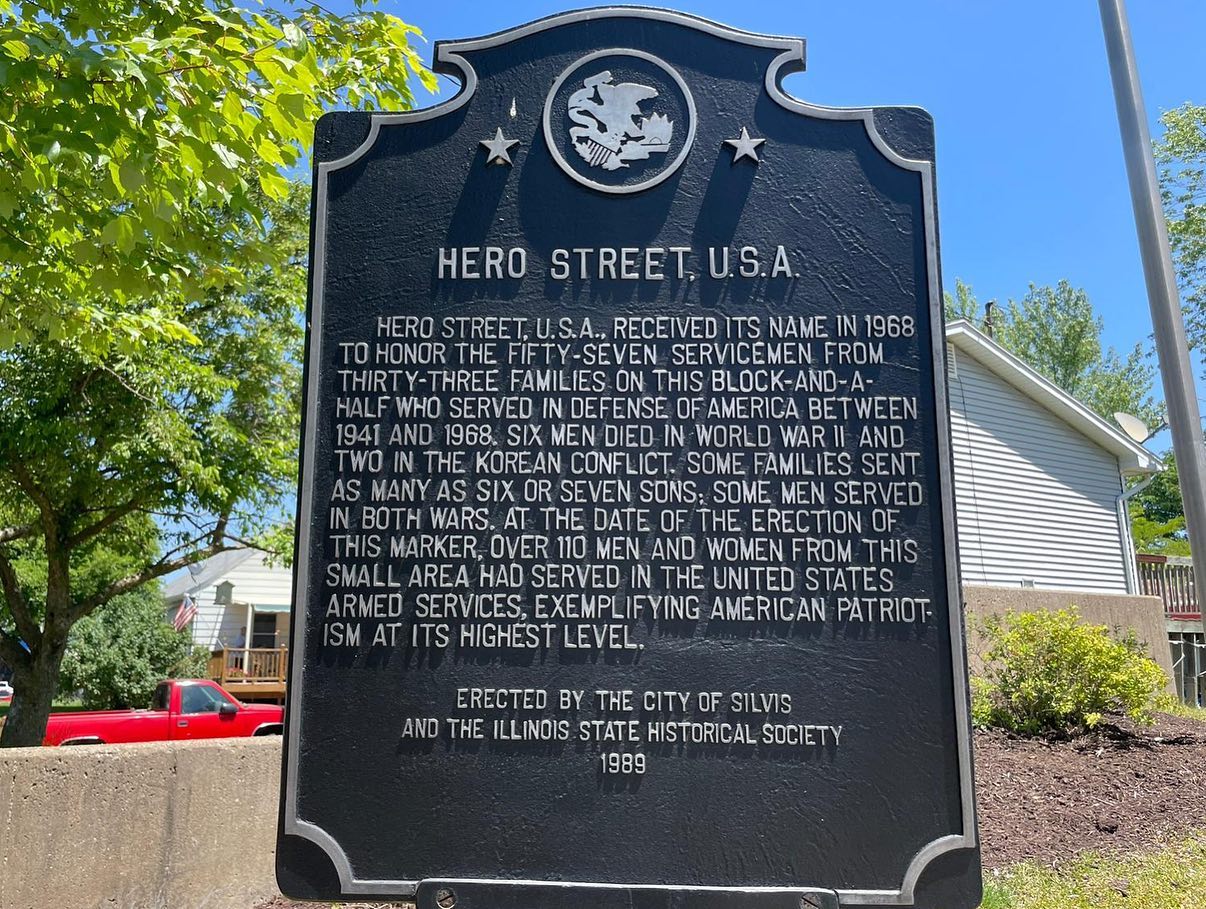 HERO STREET, U.S.A.
HERO STREET, U.S.A., RECEIVED ITS NAME IN 1968
TO HONOR THE FIFTY-SEVEN SERVICEMEN FROM
THIRTY-THREE FAMILIES ON THIS BLOCK-AND-A-
HALF WHO SERVED IN DEFENSE OF AMERICA BETWEEN
1941 AND 1968. SIX MEN DIED IN WORLD WAR II AND
TWO IN THE KOREAN CONFLICT. SOME FAMILIES SENT
AS MANY AS SIX OR SEVEN SONS; SOME MEN SERVED
IN BOTH WARS. AT THE DATE OF THE ERECTION OF
THIS MARKER, OVER 110 MEN AND WOMEN FROM THIS
SMALL AREA HAD SERVED IN THE UNITED STATES
ARMED SERVICES, EXEMPLIFYING AMERICAN PATRIOT-
ISM AT ITS HIGHEST LEVEL.
ERECTED BY THE CITY OF SILVIS
AND THE ILLINOIS STATE HISTORICAL SOCIETY
1989